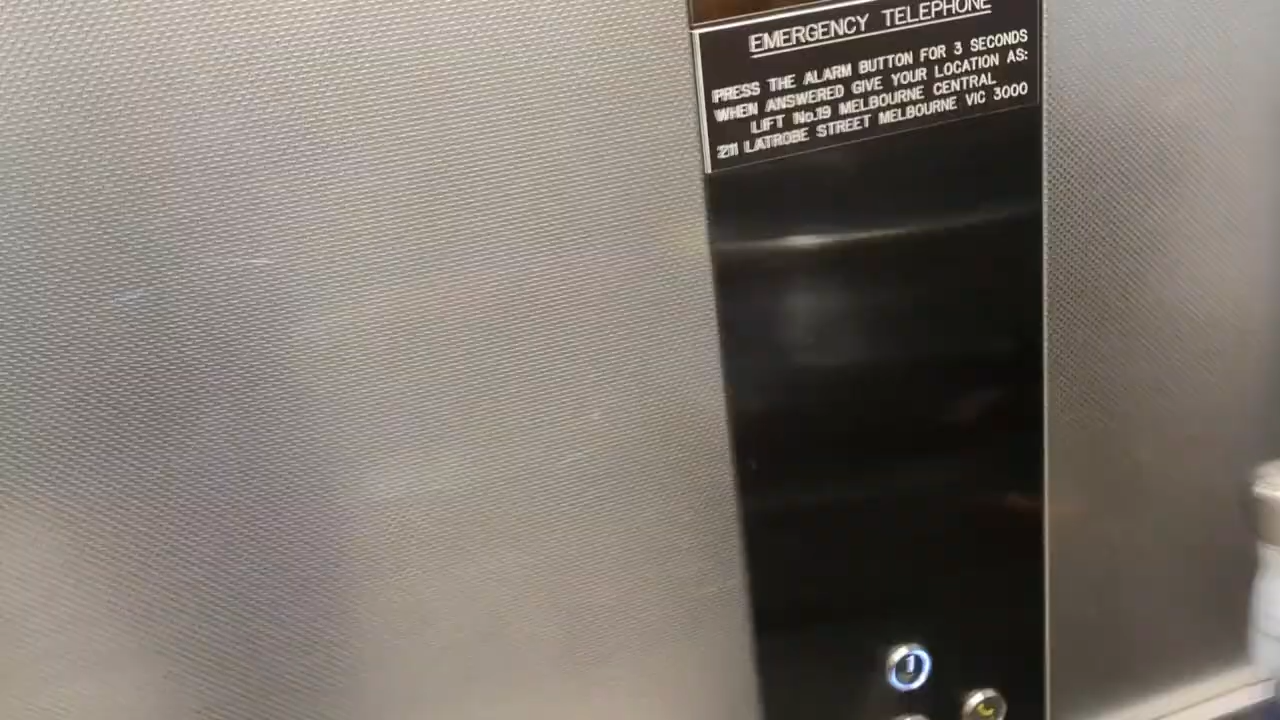 EMERGENCY TELEPHONE
PRESS THE ALARM BUTTON FOR 3 SECONDS
WHEN ANSWERED GIVE YOUR LOCATION AS:
LIFT No.19 MELBOURNE CENTRAL
211 LATROBE STREET MELBOURNE VIC 3000
1